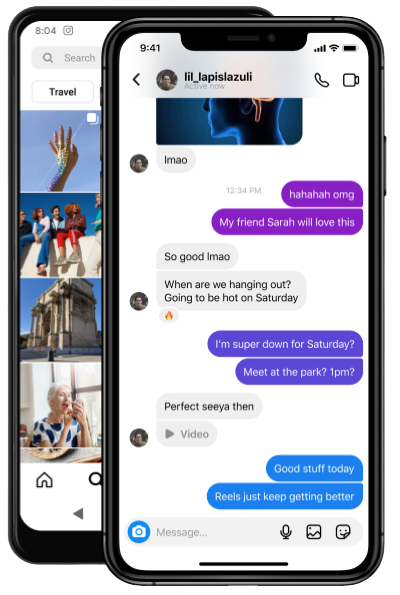 8:04
Search
Travel
9:41
lil_lapislazuli
Active now
lmao
12:34 PM
hahahah omg
My friend Sarah will love this
So good lmao
When are we hanging out?
Going to be hot on Saturday
I'm super down for Saturday?
Meet at the park? 1pm?
Perfect seeya then
Video
Good stuff today
Reels just keep getting better
Message...